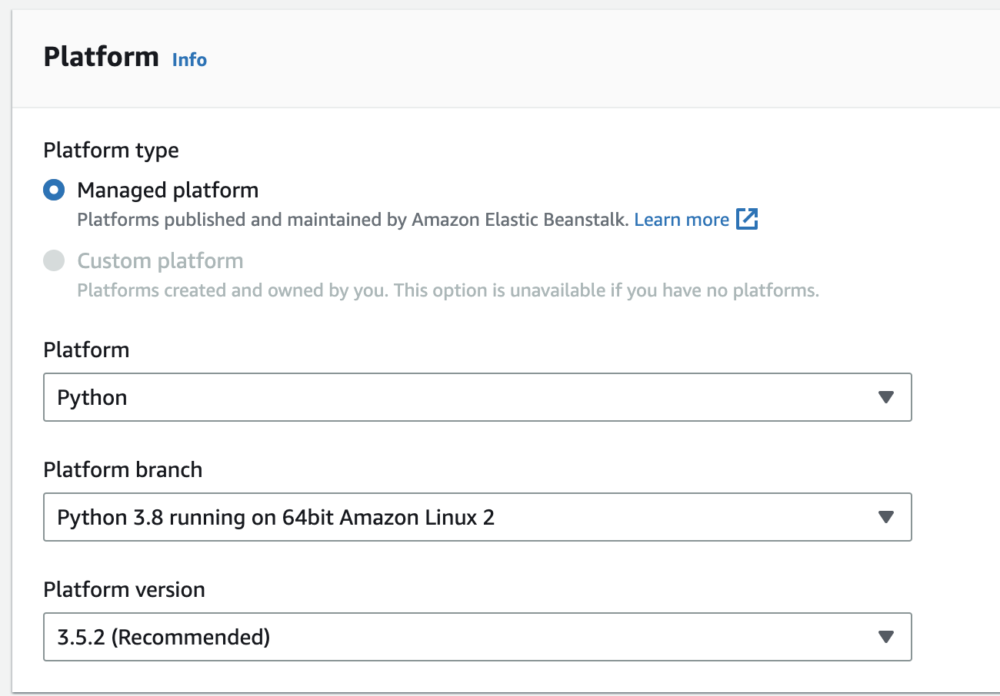 Platform Info
Platform type
Managed platform
Platforms published and maintained by Amazon Elastic Beanstalk. Learn more
Custom platform
Platforms created and owned by you. This option is unavailable if you have no platforms.
Platform
Python
Platform branch
Python 3.8 running on 64bit Amazon Linux 2
Platform version
3.5.2 (Recommended)